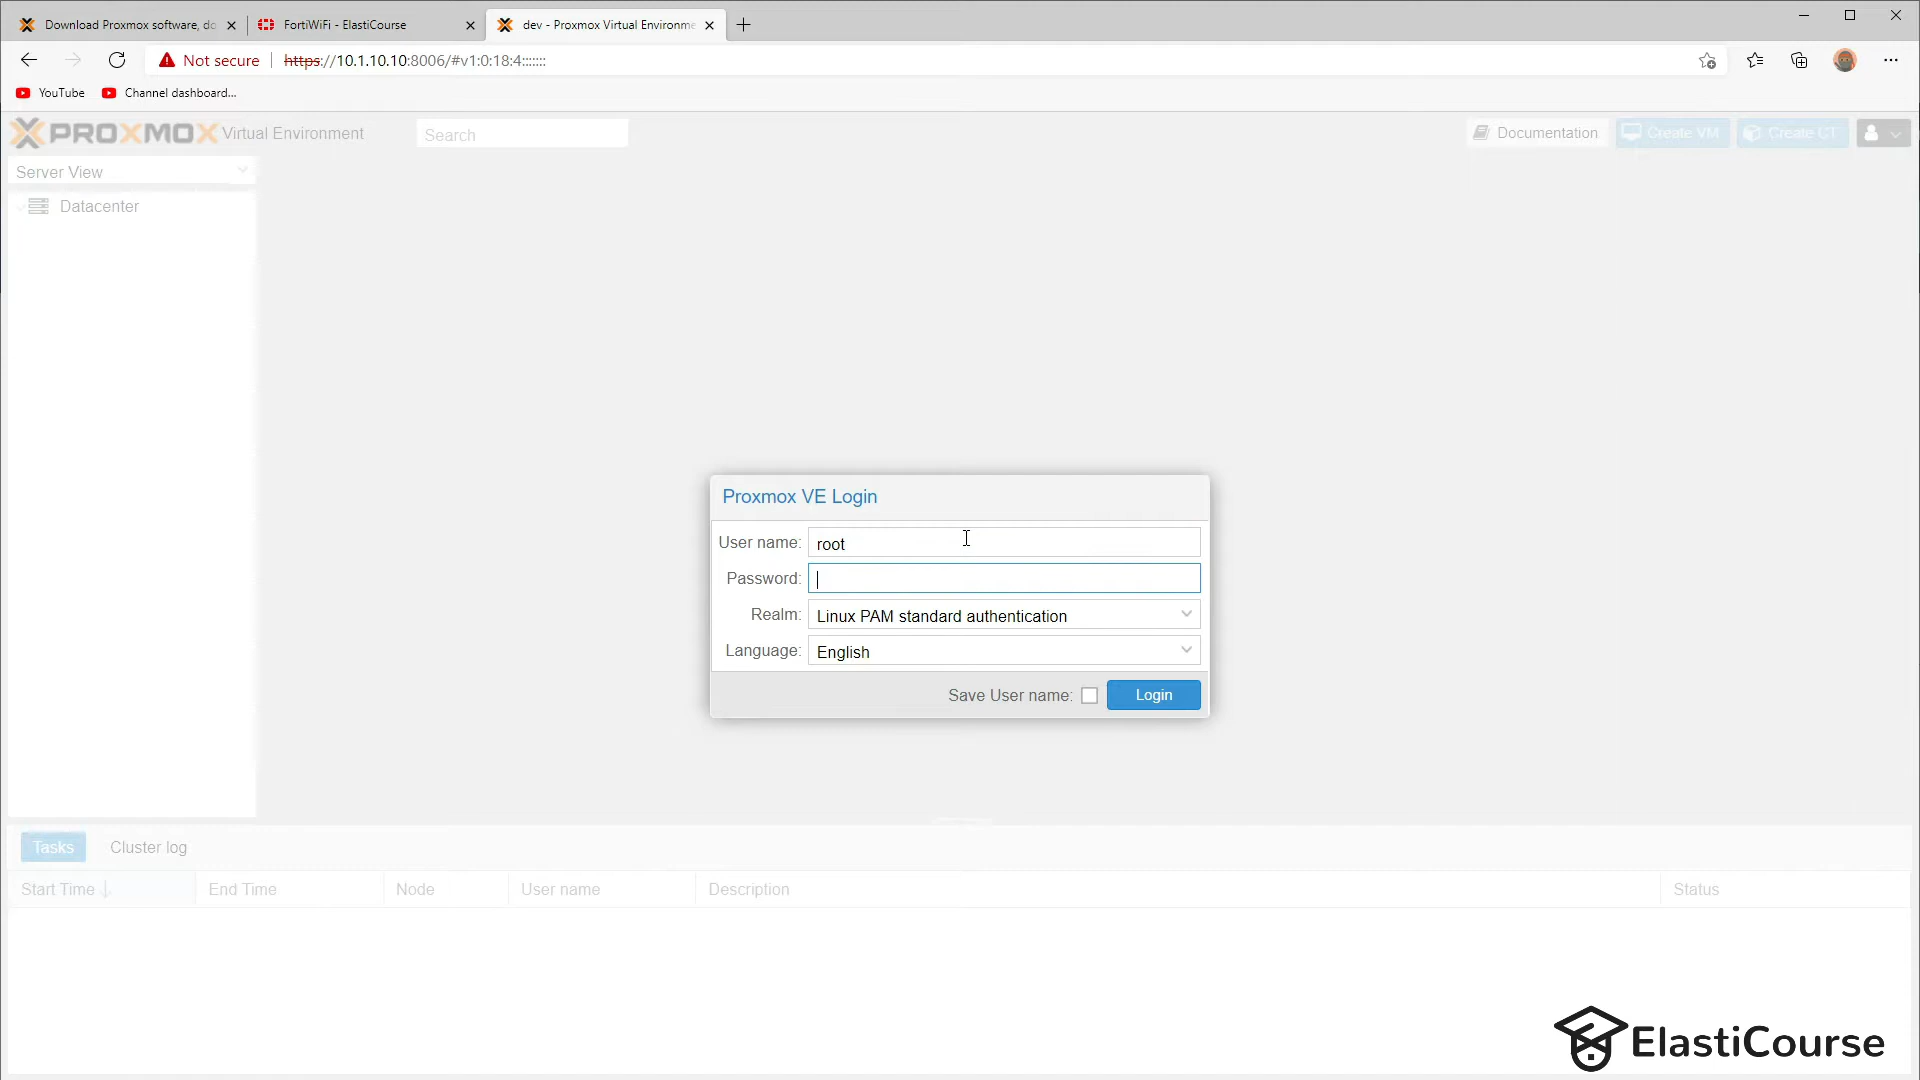 Download Proxmox software, do
FortiWiFi - ElastiCourse
dev - Proxmox Virtual Environme
Not secure
https://10.1.10.10:8006/#v1:0:18:4:::::::
YouTube
Channel dashboard...
PROXMOX Virtual Environment
Search
Documentation
Create VM
Create CT
Server View
Datacenter
Proxmox VE Login
User name: root
Password:
Realm: Linux PAM standard authentication
Language: English
Save User name:
Login
Tasks
Cluster log
Start Time
End Time
Node
User name
Description
Status
ElastiCourse